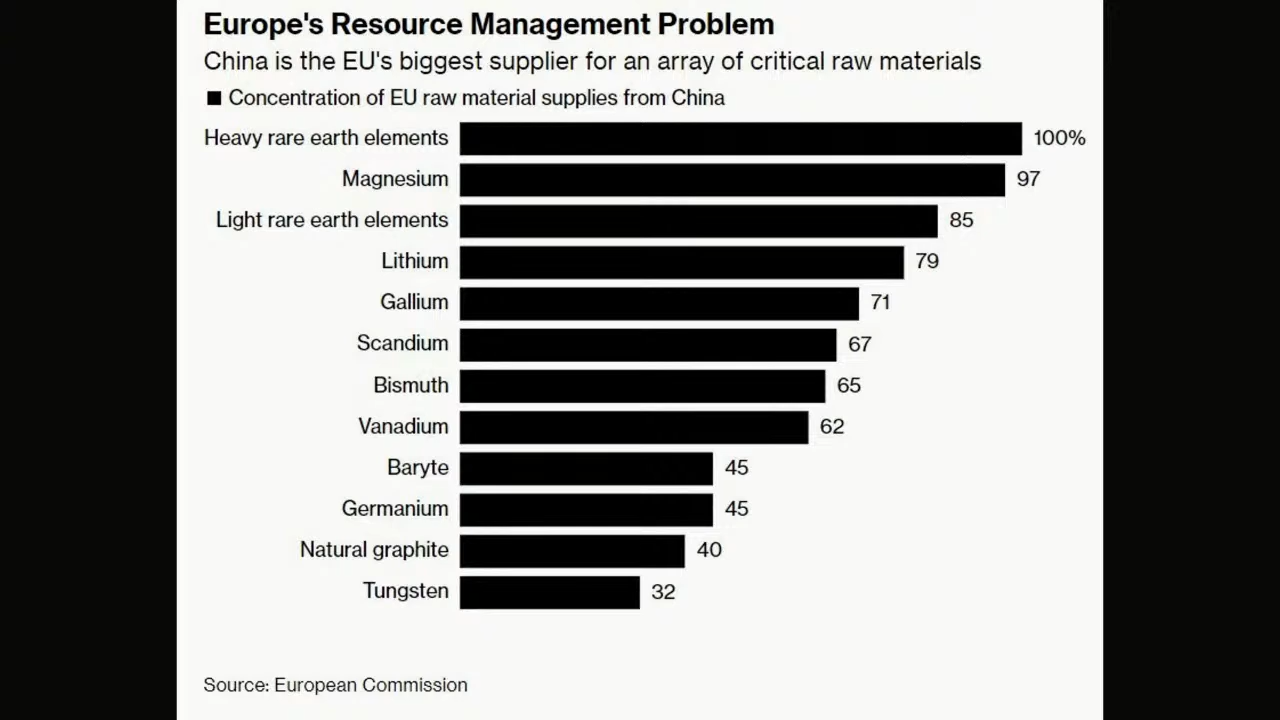 Europe's Resource Management Problem
China is the EU's biggest supplier for an array of critical raw materials
Concentration of EU raw material supplies from China
Heavy rare earth elements 100%
Magnesium 97
Light rare earth elements 85
Lithium 79
Gallium 71
Scandium 67
Bismuth 65
Vanadium 62
Baryte 45
Germanium 45
Natural graphite 40
Tungsten 32
Source: European Commission